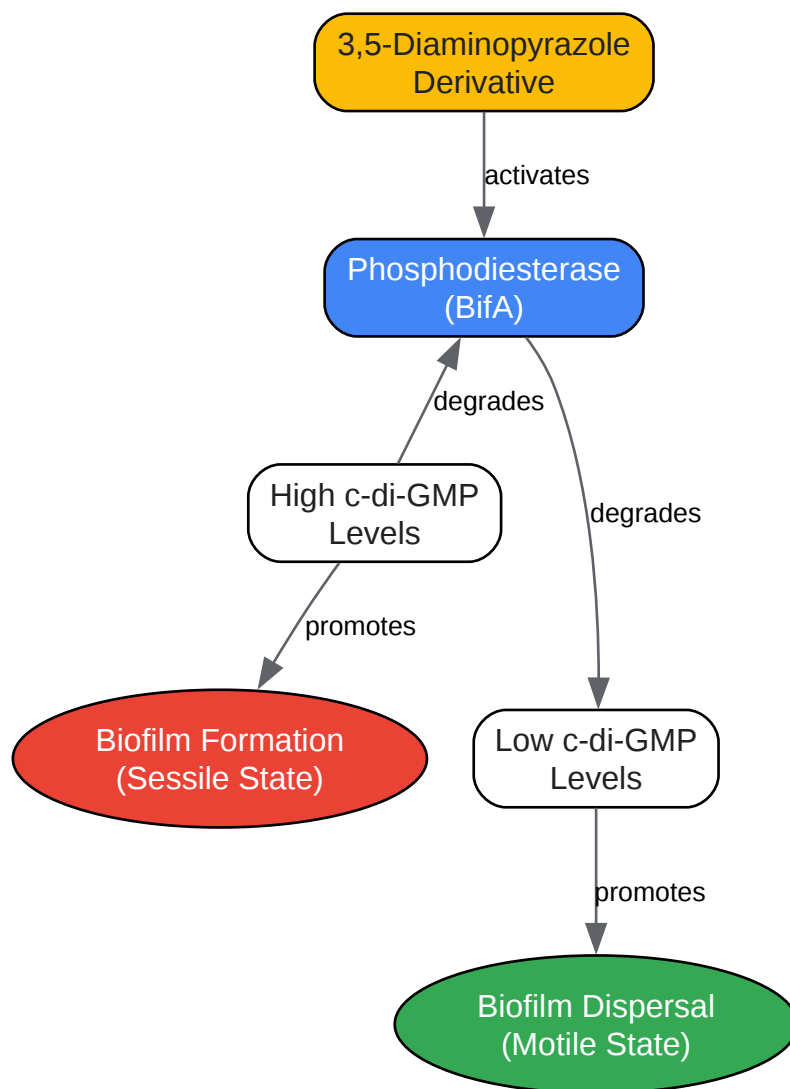 3,5-Diaminopyrazole
Derivative
activates
Phosphodiesterase
(BifA)
degrades
High c-di-GMP
Levels
degrades
promotes
Biofilm Formation
(Sessile State)
Low c-di-GMP
Levels
promotes
Biofilm Dispersal
(Motile State)